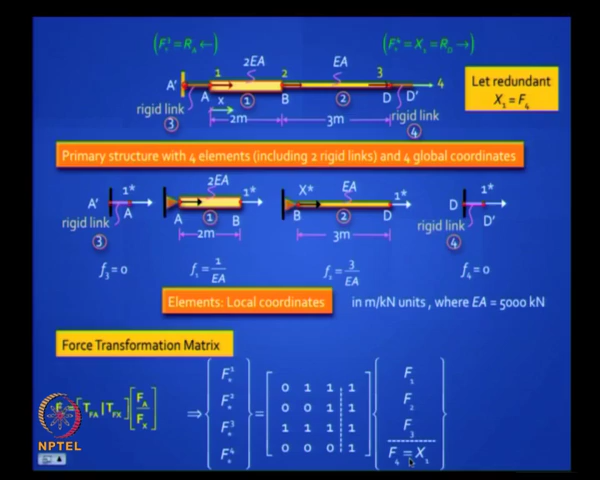 (F*³ = R_A ←) (F*⁴ = X₁ = R_D →)
2EA EA
A' 1 2 3 D' 4
A x B D
rigid link ③ ① ② rigid link ④
2m 3m
Let redundant
X₁ = F₄
Primary structure with 4 elements (including 2 rigid links) and 4 global coordinates
2EA EA
A' 1* 1* X* 1* D 1*
A A ① B B ② D D'
rigid link ③ 2m 3m rigid link ④
f₃ = 0 f₁ = 1/EA f₂ = 3/EA f₄ = 0
Elements: Local coordinates in m/kN units, where EA = 5000 kN
Force Transformation Matrix
[T_FA | T_FX] [F_A / F_X] ⇒ {F*¹ F*² F*³ F*⁴} =
0 1 1 1 F₁
0 0 1 1 F₂
1 1 1 1 F₃
0 0 0 1 F₄ = X₁
NPTEL